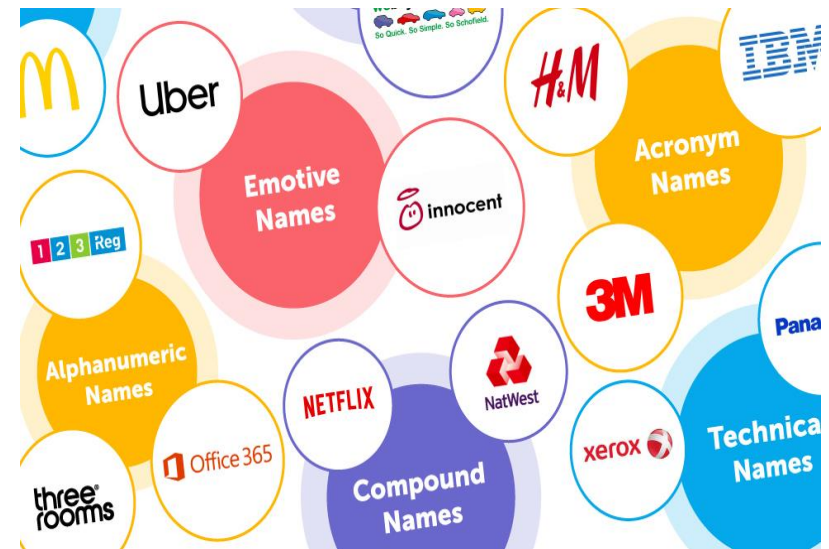 So Quick. So Simple. So Schofield.
Uber
H&M
IBM
Emotive
Names
innocent
Acronym
Names
1 2 3 Reg
3M
Pana
Alphanumeric
Names
NETFLIX
NatWest
Office 365
xerox
Technica
Names
three
rooms
Compound
Names